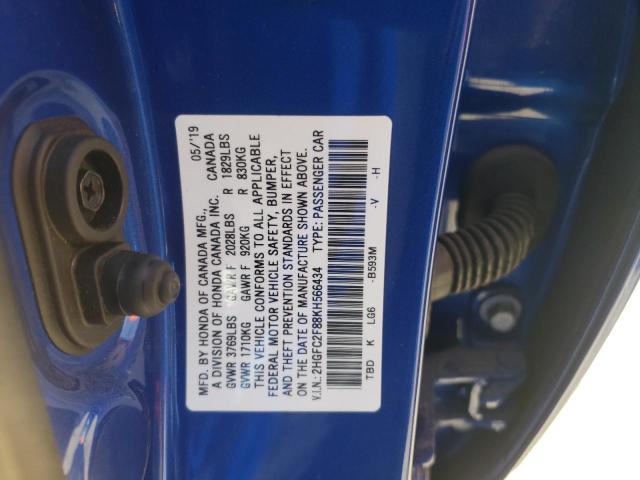 MFD. BY HONDA OF CANADA MFG., 05/'19
A DIVISION OF HONDA CANADA INC. CANADA
GVWR 3769LBS GAWR F 2028LBS R 1829LBS
GVWR 1710KG GAWR F 920KG R 830KG
THIS VEHICLE CONFORMS TO ALL APPLICABLE
FEDERAL MOTOR VEHICLE SAFETY, BUMPER,
AND THEFT PREVENTION STANDARDS IN EFFECT
ON THE DATE OF MANUFACTURE SHOWN ABOVE.
V.I.N.: 2HGFC2F88KH566434 TYPE: PASSENGER CAR
TBD K LG6 -B593M -V -H